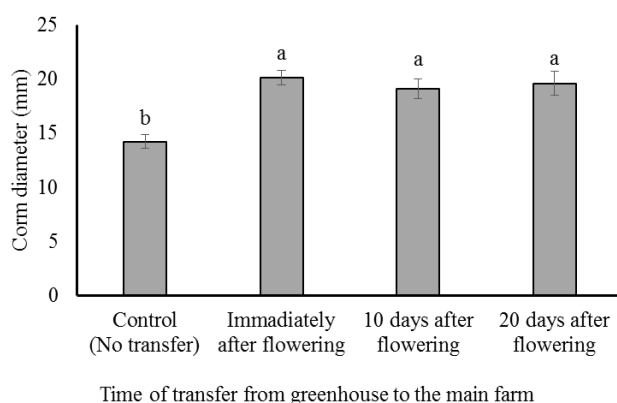 25
20
15
10
5
0
Corm diameter (mm)
b
a
a
a
Control
(No transfer)
Immadiately
after flowering
10 days after
flowering
20 days after
flowering
Time of transfer from greenhouse to the main farm